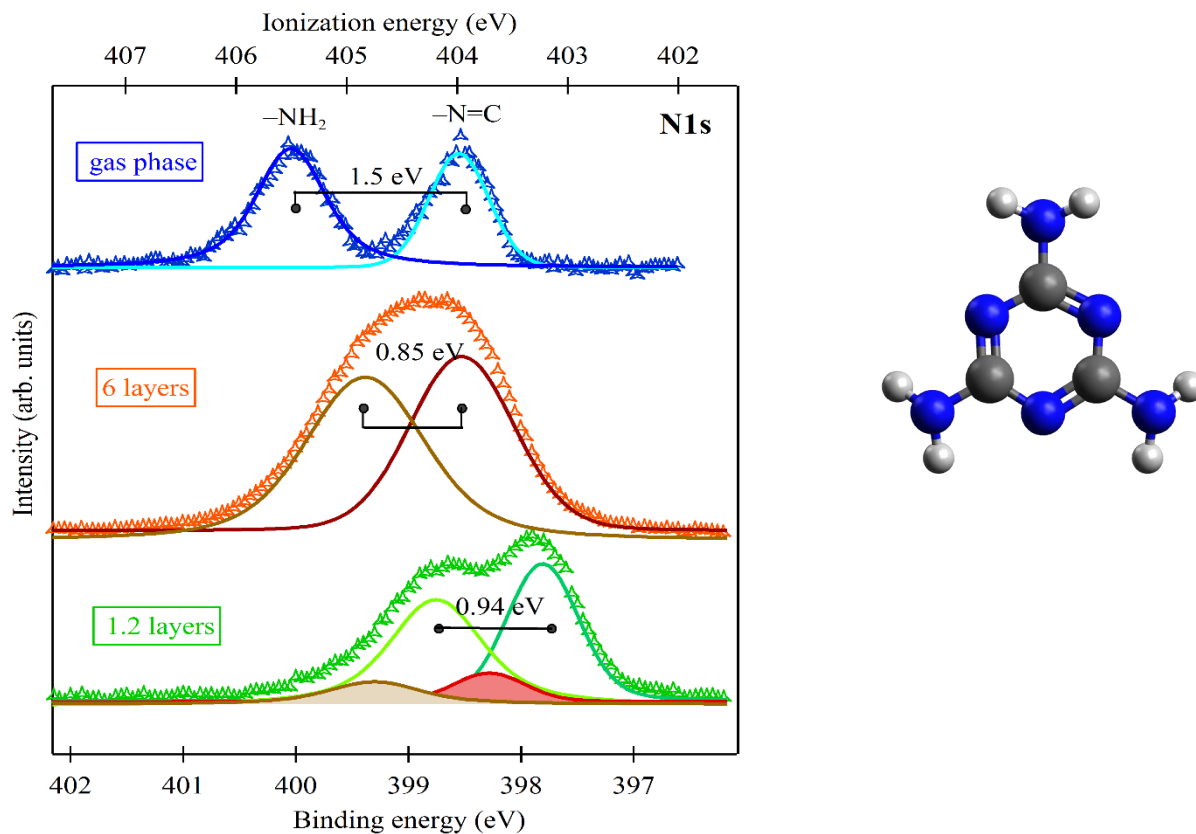 Ionization energy (eV)
407 406 405 404 403 402
–NH₂ –N=C N1s
gas phase
1.5 eV
0.85 eV
6 layers
Intensity (arb. units)
0.94 eV
1.2 layers
402 401 400 399 398 397
Binding energy (eV)